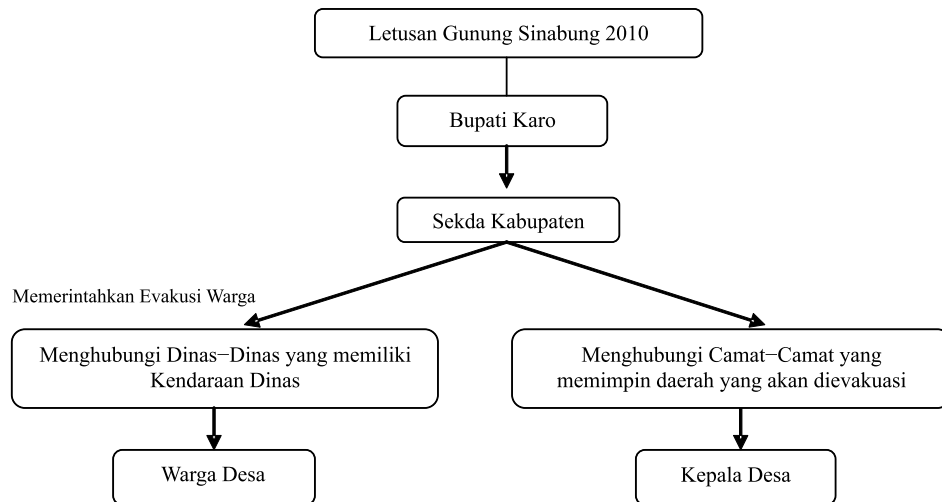 Letusan Gunung Sinabung 2010
Bupati Karo
Sekda Kabupaten
Memerintahkan Evakusi Warga
Menghubungi Dinas−Dinas yang memiliki
Kendaraan Dinas
Menghubungi Camat−Camat yang
memimpin daerah yang akan dievakuasi
Warga Desa
Kepala Desa